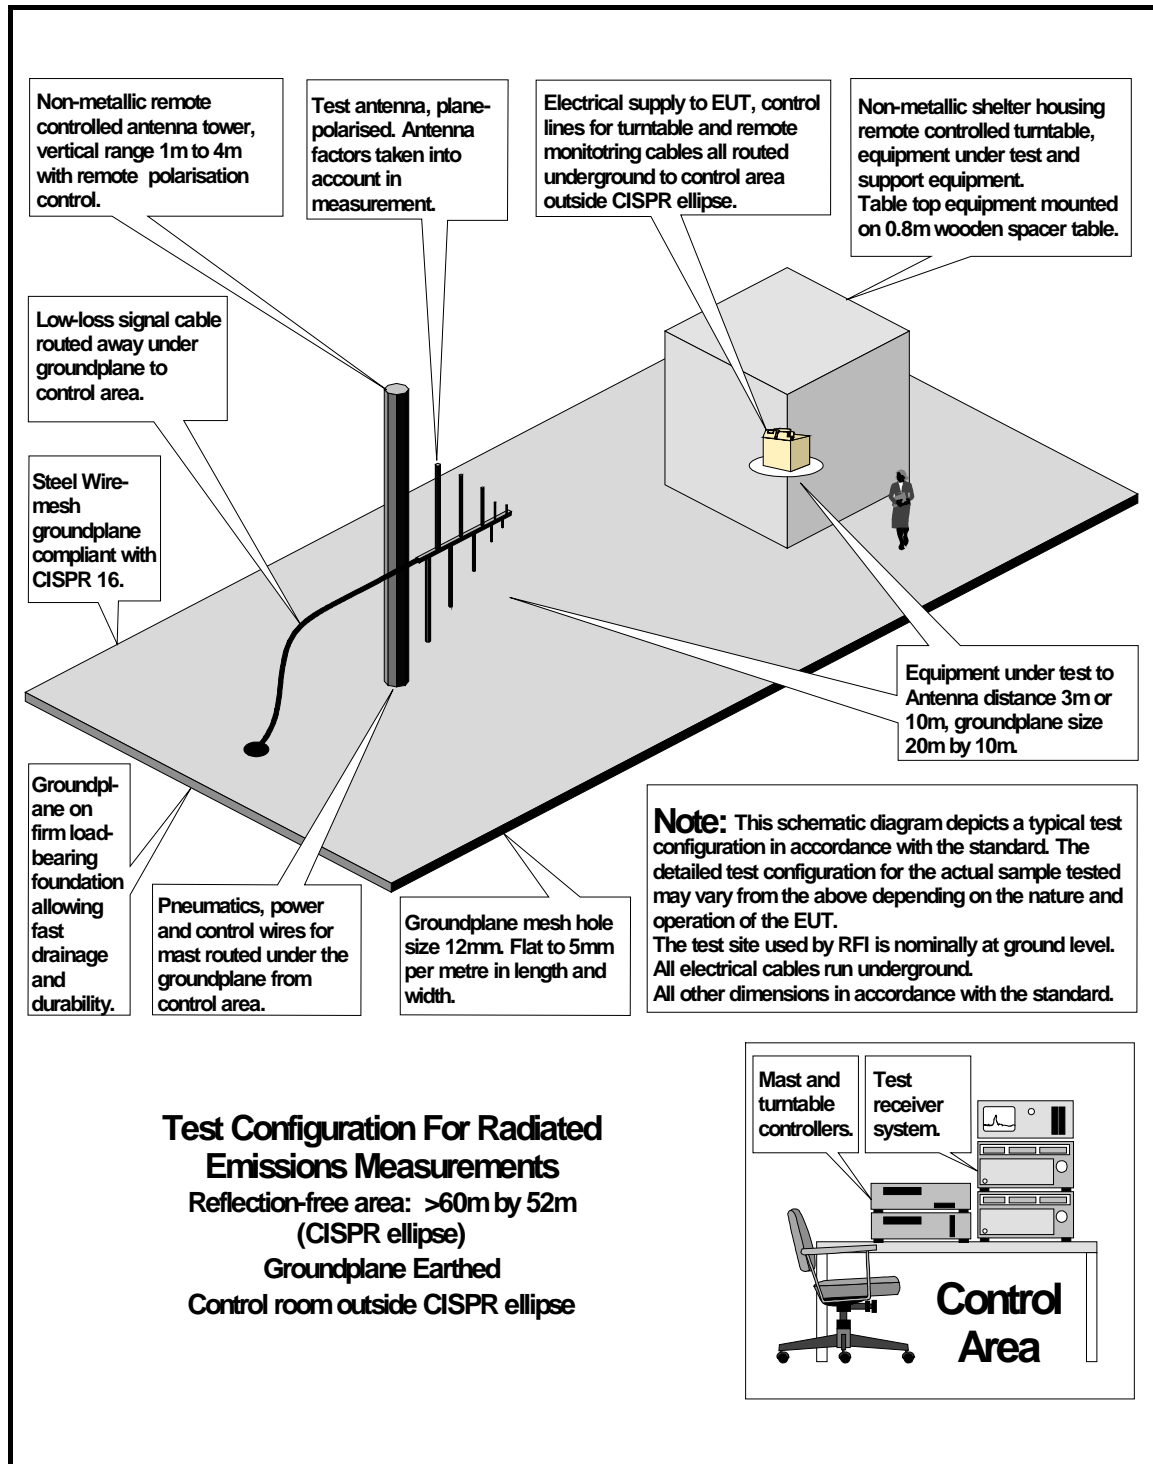 Non-metallic remote
controlled antenna tower,
vertical range 1m to 4m
with remote polarisation
control.
Test antenna, plane-
polarised. Antenna
factors taken into
account in
measurement.
Electrical supply to EUT, control
lines for turntable and remote
monitotring cables all routed
underground to control area
outside CISPR ellipse.
Non-metallic shelter housing
remote controlled turntable,
equipment under test and
support equipment.
Table top equipment mounted
on 0.8m wooden spacer table.
Low-loss signal cable
routed away under
groundplane to
control area.
Steel Wire-
mesh
groundplane
compliant with
CISPR 16.
Equipment under test to
Antenna distance 3m or
10m, groundplane size
20m by 10m.
Groundpl-
ane on
firm load-
bearing
foundation
allowing
fast
drainage
and
durability.
Pneumatics, power
and control wires for
mast routed under the
groundplane from
control area.
Groundplane mesh hole
size 12mm. Flat to 5mm
per metre in length and
width.
Note: This schematic diagram depicts a typical test
configuration in accordance with the standard. The
detailed test configuration for the actual sample tested
may vary from the above depending on the nature and
operation of the EUT.
The test site used by RFI is nominally at ground level.
All electrical cables run underground.
All other dimensions in accordance with the standard.
Test Configuration For Radiated
Emissions Measurements
Reflection-free area: >60m by 52m
(CISPR ellipse)
Groundplane Earthed
Control room outside CISPR ellipse
Mast and
turntable
controllers.
Test
receiver
system.
Control
Area